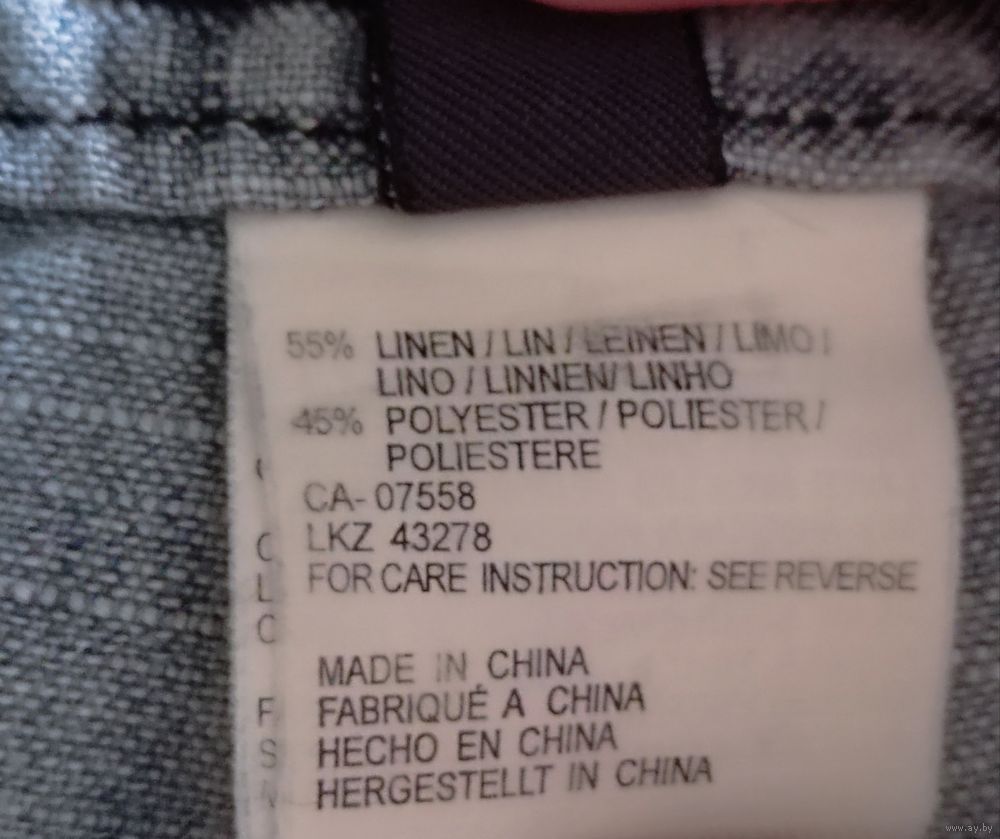 55% LINEN / LIN / LEINEN / LIMO /
LINO / LINNEN/ LINHO
45% POLYESTER / POLIESTER /
POLIESTERE
CA- 07558
LKZ 43278
FOR CARE INSTRUCTION: SEE REVERSE
MADE IN CHINA
FABRIQUÉ A CHINA
HECHO EN CHINA
HERGESTELLT IN CHINA
www.ay.by